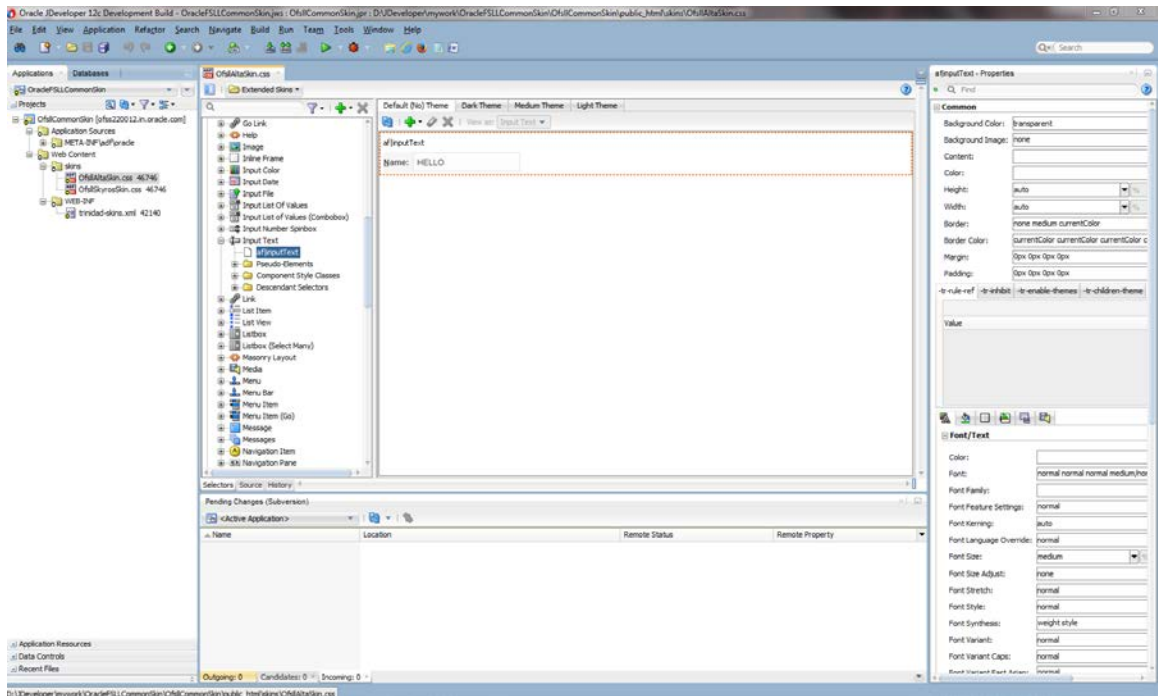 Oracle JDeveloper 12c Development Build - OracleFSLLCommonSkin.jws : OfsllCommonSkin.jpr : D:\JDeveloper\mywork\OracleFSLLCommonSkin\OfsllCommonSkin\public_html\skins\OfsllAltaSkin.css
File Edit View Application Refactor Search Navigate Build Run Team Tools Window Help
Search
Applications
Databases
OracleFSLLCommonSkin
Projects
OfsllCommonSkin [ofss220012.in.oracle.com]
Application Sources
META-INF\adf\oracle
Web Content
skins
OfsllAltaSkin.css 46746
OfsllSkyrosSkin.css 46746
WEB-INF
trinidad-skins.xml 42140
Application Resources
Data Controls
Recent Files
OfsllAltaSkin.css
Extended Skins
Go Link
Help
Image
Inline Frame
Input Color
Input Date
Input File
Input List Of Values
Input List of Values (Combobox)
Input Number Spinbox
Input Text
af|inputText
Pseudo-Elements
Component Style Classes
Descendant Selectors
Link
List Item
List View
Listbox
Listbox (Select Many)
Masonry Layout
Media
Menu
Menu Bar
Menu Item
Menu Item (Go)
Message
Messages
Navigation Item
Navigation Pane
Selectors Source History
Default (No) Theme Dark Theme Medium Theme Light Theme
View as: Input Text
af|inputText
Name: HELLO
Pending Changes (Subversion)
<Active Application>
Name Location Remote Status Remote Property
Outgoing: 0 Candidates: 0 Incoming: 0
af|inputText - Properties
Find
Common
Background Color: transparent
Background Image: none
Content:
Color:
Height: auto
Width: auto
Border: none medium currentColor
Border Color: currentColor currentColor currentColor c
Margin: 0px 0px 0px
Padding: 0px 0px 0px
-tr-rule-ref -tr-inhibit -tr-enable-themes -tr-children-theme
Value
Font/Text
Color:
Font: normal normal normal medium/nor
Font Family:
Font Feature Settings: normal
Font Kerning: auto
Font Language Override: normal
Font Size: medium
Font Size Adjust: none
Font Stretch: normal
Font Style: normal
Font Synthesis: weight style
Font Variant: normal
Font Variant Caps: normal
Font Variant East Asian: normal
D:\JDeveloper\mywork\OracleFSLLCommonSkin\OfsllCommonSkin\public_html\skins\OfsllAltaSkin.css